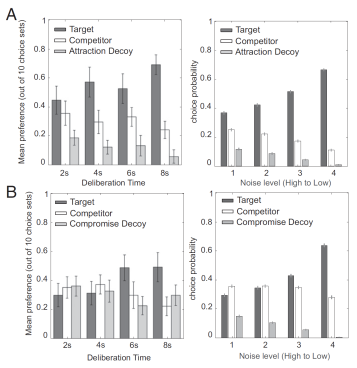 A
Mean preference (out of 10 choice sets)
1
0.8
0.6
0.4
0.2
0
Target
Competitor
Attraction Decoy
2s 4s 6s 8s
Deliberation Time
choice probability
1
0.8
0.6
0.4
0.2
0
Target
Competitor
Attraction Decoy
1 2 3 4
Noise level (High to Low)
B
Mean preference (out of 10 choice sets)
1
0.8
0.6
0.4
0.2
0
Target
Competitor
Compromise Decoy
2s 4s 6s 8s
Deliberation Time
choice probability
1
0.8
0.6
0.4
0.2
0
Target
Competitor
Compromise Decoy
1 2 3 4
Noise level (High to Low)